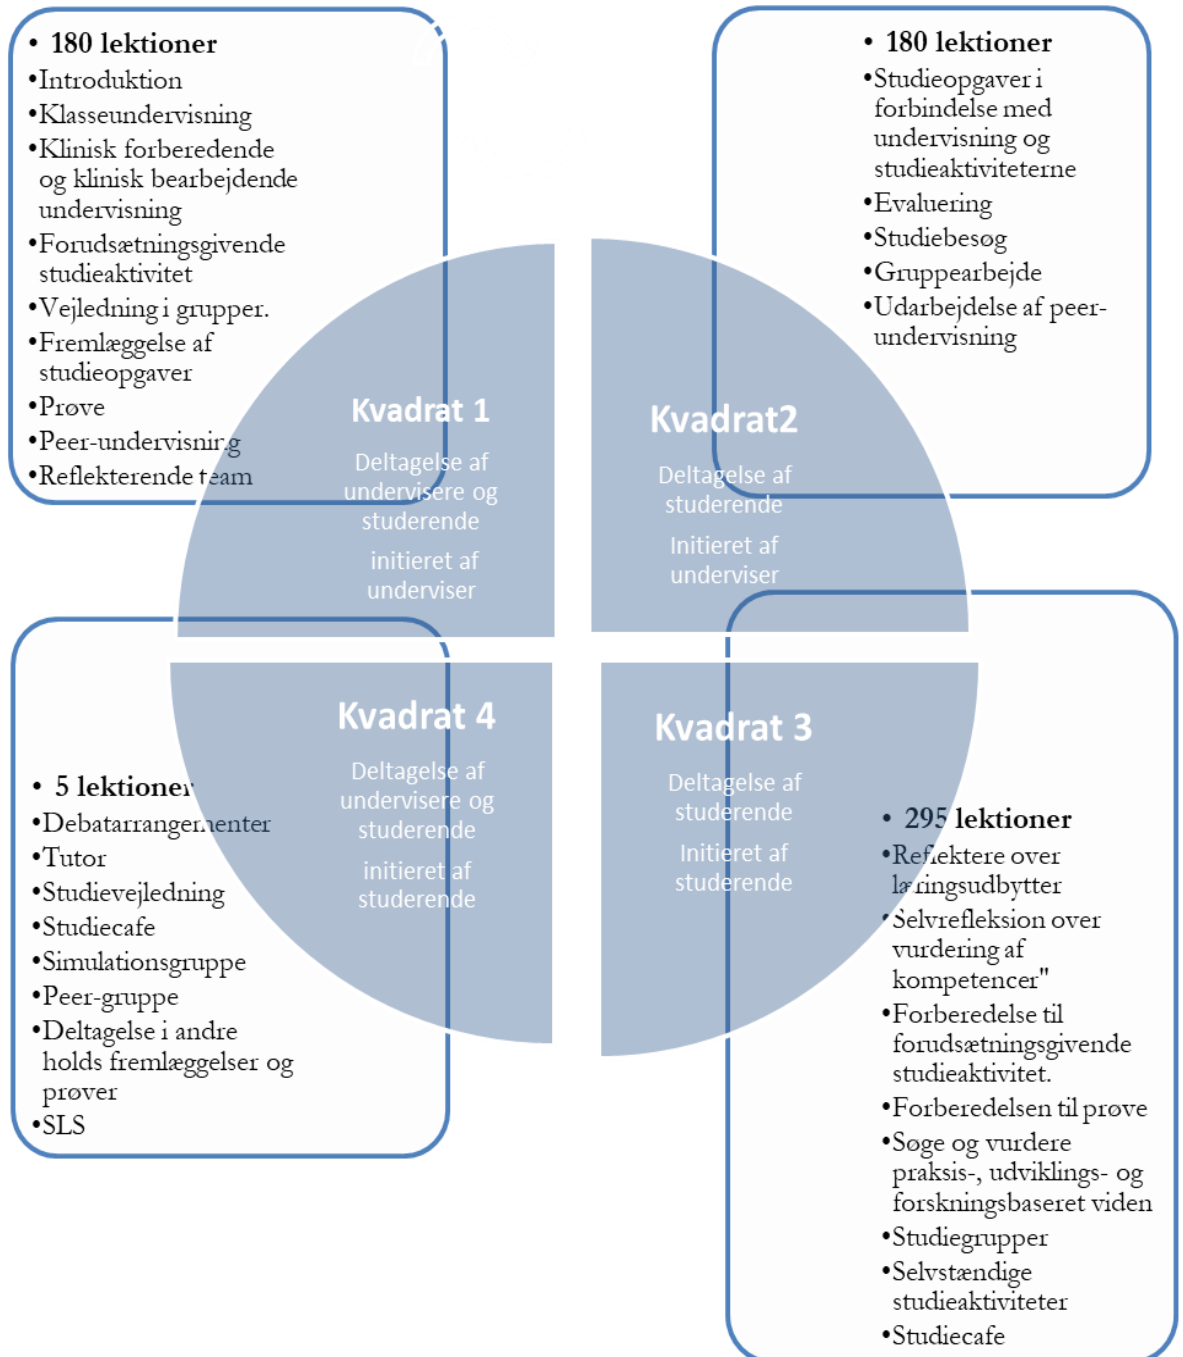 • 180 lektioner
•Introduktion
•Klasseundervisning
•Klinisk forberedende
og klinisk bearbejdende
undervisning
•Forudsætningsgivende
studieaktivitet
•Vejledning i grupper.
•Fremlæggelse af
studieopgaver
•Prøve
•Peer-undervisning
•Reflekterende team
• 180 lektioner
•Studieopgaver i
forbindelse med
undervisning og
studieaktiviteterne
•Evaluering
•Studiebesøg
•Gruppearbejde
•Udarbejdelse af peer-
undervisning
Kvadrat 1
Deltagelse af
undervisere og
studerende
initieret af
underviser
Kvadrat2
Deltagelse af
studerende
Initieret af
underviser
Kvadrat 4
Deltagelse af
undervisere og
studerende
initieret af
studerende
Kvadrat 3
Deltagelse af
studerende
Initieret af
studerende
• 5 lektioner
•Debatarrangementer
•Tutor
•Studievejledning
•Studiecafe
•Simulationsgruppe
•Peer-gruppe
•Deltagelse i andre
holds fremlæggelser og
prøver
•SLS
• 295 lektioner
•Reflektere over
læringsudbytter
•Selvrefleksion over
vurdering af
kompetencer"
•Forberedelse til
forudsætningsgivende
studieaktivitet.
•Forberedelsen til prøve
•Søge og vurdere
praksis-, udviklings- og
forskningsbaseret viden
•Studiegrupper
•Selvstændige
studieaktiviteter
•Studiecafe